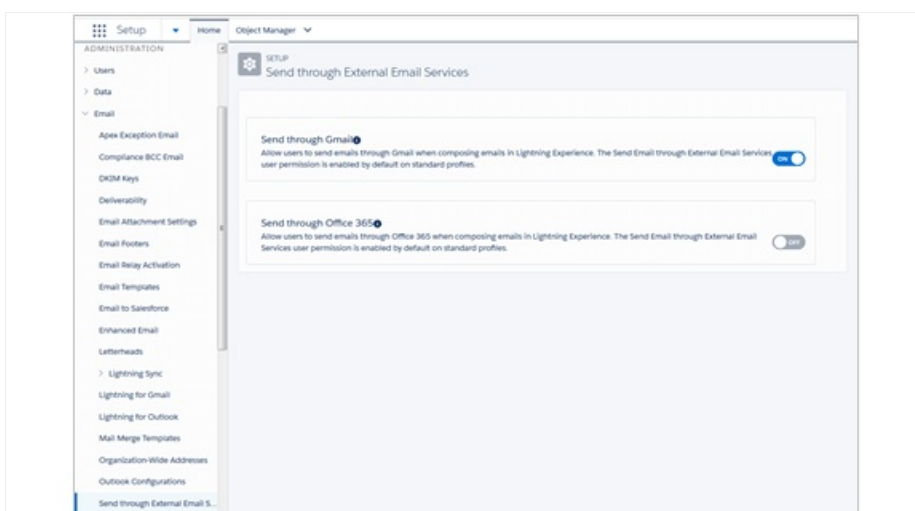 Setup
Home
Object Manager
ADMINISTRATION
Users
Data
Email
Apex Exception Email
Compliance BCC Email
DKIM Keys
Deliverability
Email Attachment Settings
Email Footers
Email Relay Activation
Email Templates
Email to Salesforce
Enhanced Email
Letterheads
Lightning Sync
Lightning for Gmail
Lightning for Outlook
Mail Merge Templates
Organization-Wide Addresses
Outlook Configurations
Send through External Email S...
SETUP
Send through External Email Services
Send through Gmail
Allow users to send emails through Gmail when composing emails in Lightning Experience. The Send Email through External Email Services
user permission is enabled by default on standard profiles.
ON
Send through Office 365
Allow users to send emails through Office 365 when composing emails in Lightning Experience. The Send Email through External Email
Services user permission is enabled by default on standard profiles.
OFF